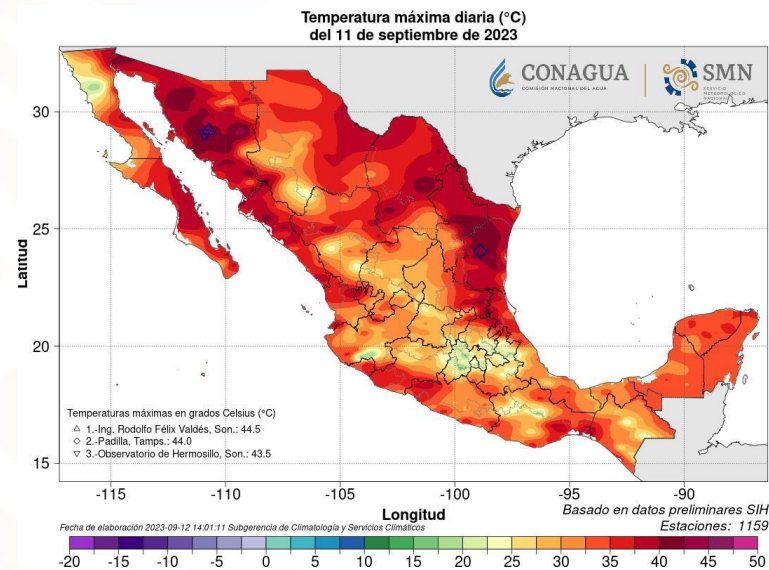 Temperatura máxima diaria (°C)
del 11 de septiembre de 2023
CONAGUA
COMISIÓN NACIONAL DEL AGUA
SMN
SERVICIO
METEOROLÓGICO
NACIONAL
Latitud
30
25
20
15
Temperaturas máximas en grados Celsius (°C)
1.-Ing. Rodolfo Félix Valdés, Son.: 44.5
2.-Padilla, Tamps.: 44.0
3.-Observatorio de Hermosillo, Son.: 43.5
-115 -110 -105 -100 -95 -90
Longitud
Basado en datos preliminares SIH
Fecha de elaboración 2023-09-12 14:01:11 Subgerencia de Climatología y Servicios Climáticos
Estaciones: 1159
-20 -15 -10 -5 0 5 10 15 20 25 30 35 40 45 50